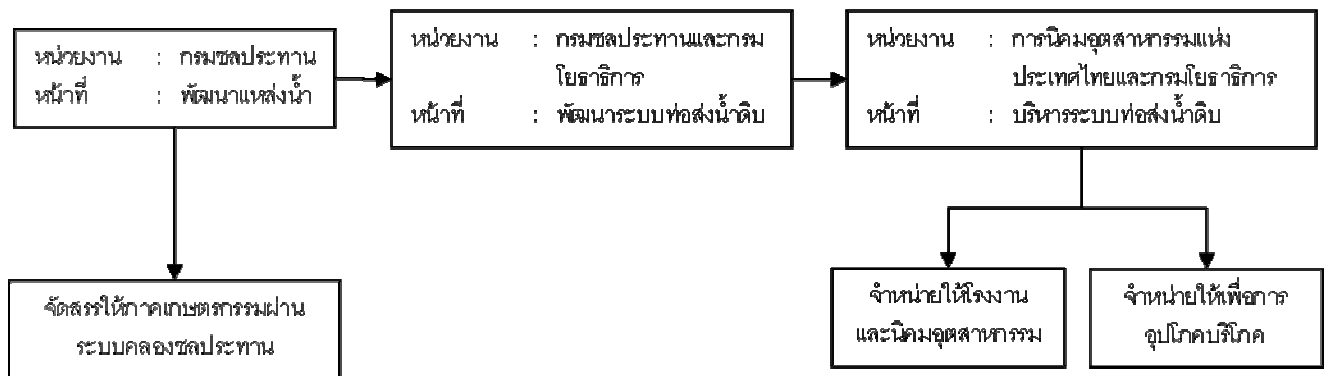 หน่วยงาน : กรมชลประทาน
หน้าที่ : พัฒนาแหล่งน้ำ
หน่วยงาน : กรมชลประทานและกรม
โยธาธิการ
หน้าที่ : พัฒนาระบบท่อส่งน้ำดิบ
หน่วยงาน : การนิคมอุตสาหกรรมแห่ง
ประเทศไทยและกรมโยธาธิการ
หน้าที่ : บริหารระบบท่อส่งน้ำดิบ
จัดสรรให้ภาคเกษตรกรรมผ่าน
ระบบคลองชลประทาน
จำหน่ายให้โรงงาน
และนิคมอุตสาหกรรม
จำหน่ายให้เพื่อการ
อุปโภคบริโภค